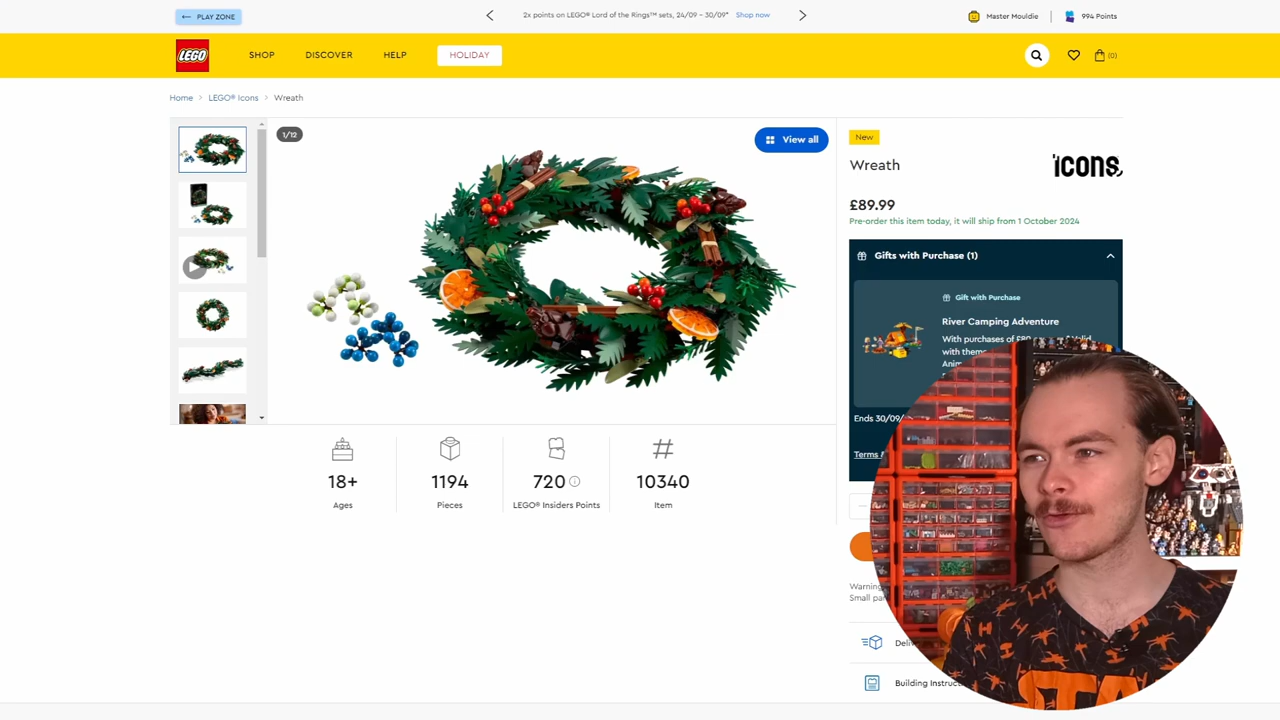 PLAY ZONE
2x points on LEGO® Lord of the Rings™ sets, 24/09 - 30/09* Shop now
Master Mouldie
994 Points
LEGO
SHOP
DISCOVER
HELP
HOLIDAY
(0)
Home > LEGO® Icons > Wreath
1/12
View all
New
Wreath
icons
£89.99
Pre-order this item today, it will ship from 1 October 2024
Gifts with Purchase (1)
Gift with Purchase
River Camping Adventure
With purchases of £80
with them
Ends 30/09/
Terms
18+
Ages
1194
Pieces
720
LEGO® Insiders Points
10340
Item
Warning
Small
Building